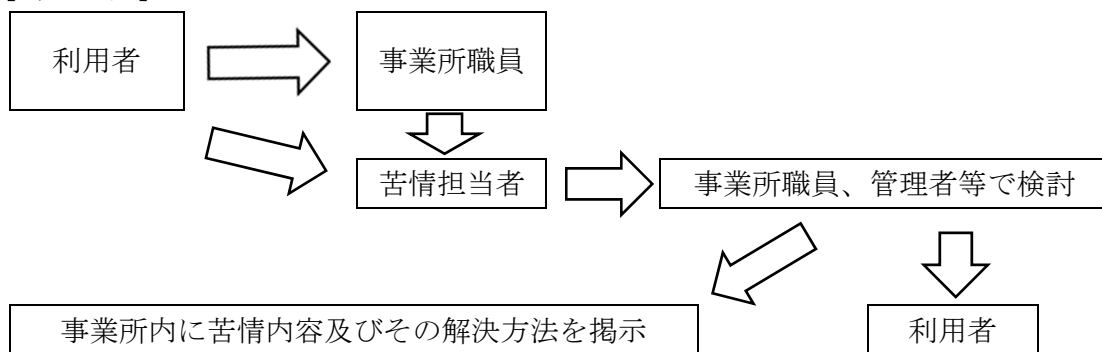 利用者
事業所職員
苦情担当者
事業所職員、管理者等で検討
事業所内に苦情内容及びその解決方法を掲示
利用者